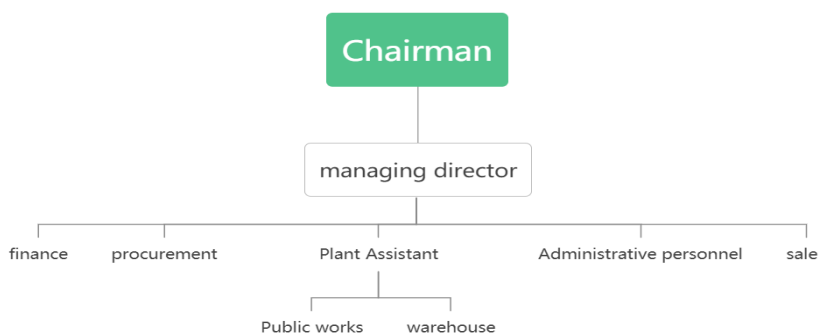 Chairman
managing director
finance
procurement
Plant Assistant
Administrative personnel
sale
Public works
warehouse